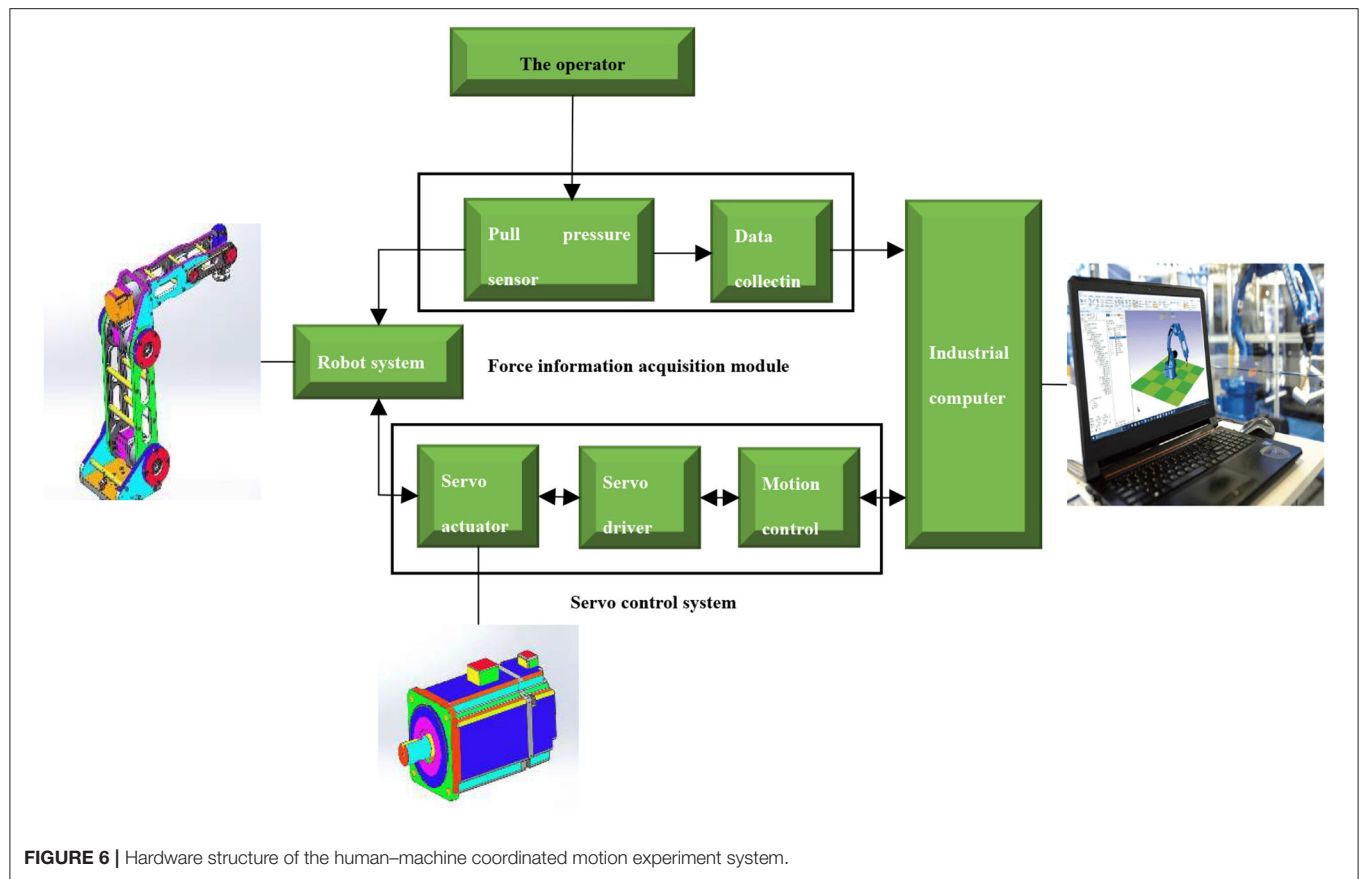 The operator
Pull pressure
sensor
Data
collectin
Robot system
Force information acquisition module
Industrial
computer
Servo
actuator
Servo
driver
Motion
control
Servo control system
FIGURE 6 | Hardware structure of the human–machine coordinated motion experiment system.